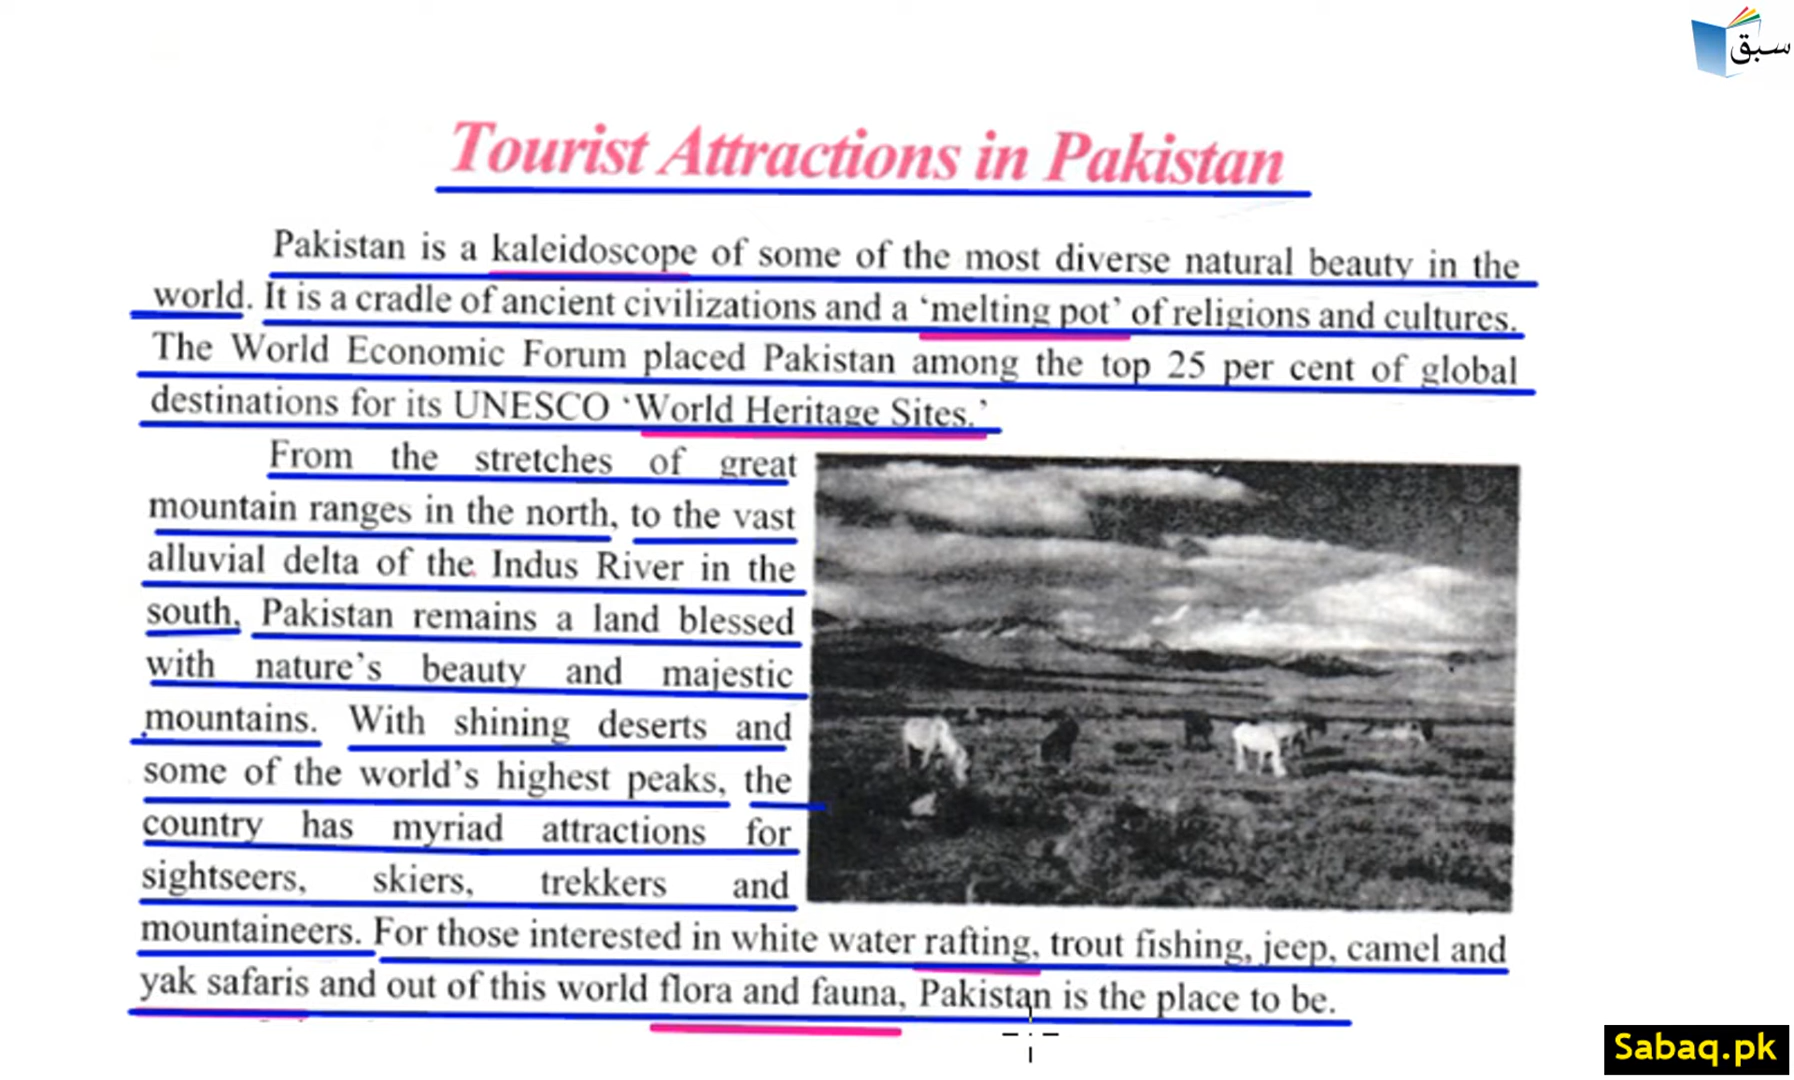 سبق
Tourist Attractions in Pakistan
Pakistan is a kaleidoscope of some of the most diverse natural beauty in the
world. It is a cradle of ancient civilizations and a ‘melting pot’ of religions and cultures.
The World Economic Forum placed Pakistan among the top 25 per cent of global
destinations for its UNESCO ‘World Heritage Sites.’
From the stretches of great
mountain ranges in the north, to the vast
alluvial delta of the Indus River in the
south, Pakistan remains a land blessed
with nature’s beauty and majestic
mountains. With shining deserts and
some of the world’s highest peaks, the
country has myriad attractions for
sightseers, skiers, trekkers and
mountaineers. For those interested in white water rafting, trout fishing, jeep, camel and
yak safaris and out of this world flora and fauna, Pakistan is the place to be.
Sabaq.pk